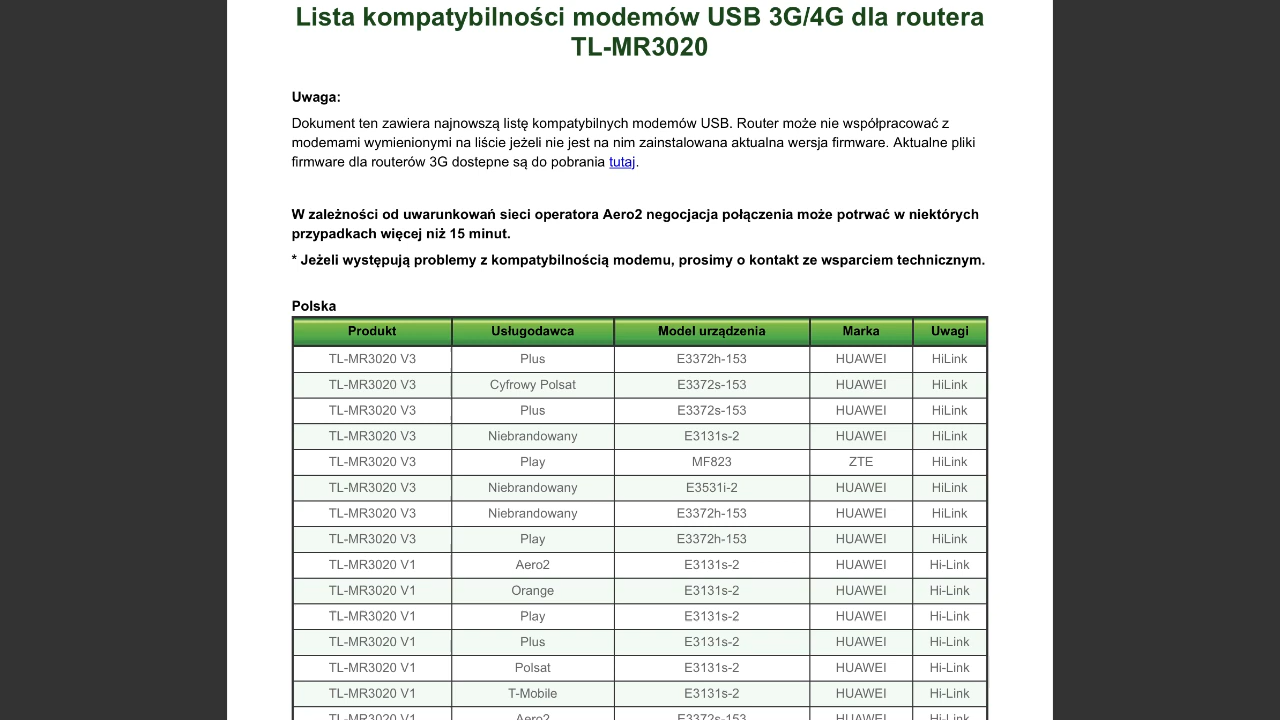 Lista kompatybilności modemów USB 3G/4G dla routera
TL-MR3020
Uwaga:
Dokument ten zawiera najnowszą listę kompatybilnych modemów USB. Router może nie współpracować z
modemami wymienionymi na liście jeżeli nie jest na nim zainstalowana aktualna wersja firmware. Aktualne pliki
firmware dla routerów 3G dostepne są do pobrania tutaj.
W zależności od uwarunkowań sieci operatora Aero2 negocjacja połączenia może potrwać w niektórych
przypadkach więcej niż 15 minut.
* Jeżeli występują problemy z kompatybilnością modemu, prosimy o kontakt ze wsparciem technicznym.
Polska
Produkt Usługodawca Model urządzenia Marka Uwagi
TL-MR3020 V3 Plus E3372h-153 HUAWEI HiLink
TL-MR3020 V3 Cyfrowy Polsat E3372s-153 HUAWEI HiLink
TL-MR3020 V3 Plus E3372s-153 HUAWEI HiLink
TL-MR3020 V3 Niebrandowany E3131s-2 HUAWEI HiLink
TL-MR3020 V3 Play MF823 ZTE HiLink
TL-MR3020 V3 Niebrandowany E3531i-2 HUAWEI HiLink
TL-MR3020 V3 Niebrandowany E3372h-153 HUAWEI HiLink
TL-MR3020 V3 Play E3372h-153 HUAWEI HiLink
TL-MR3020 V1 Aero2 E3131s-2 HUAWEI Hi-Link
TL-MR3020 V1 Orange E3131s-2 HUAWEI Hi-Link
TL-MR3020 V1 Play E3131s-2 HUAWEI Hi-Link
TL-MR3020 V1 Plus E3131s-2 HUAWEI Hi-Link
TL-MR3020 V1 Polsat E3131s-2 HUAWEI Hi-Link
TL-MR3020 V1 T-Mobile E3131s-2 HUAWEI Hi-Link
TL-MR3020 V1 Aero2 E3372s-153 HUAWEI Hi-Link